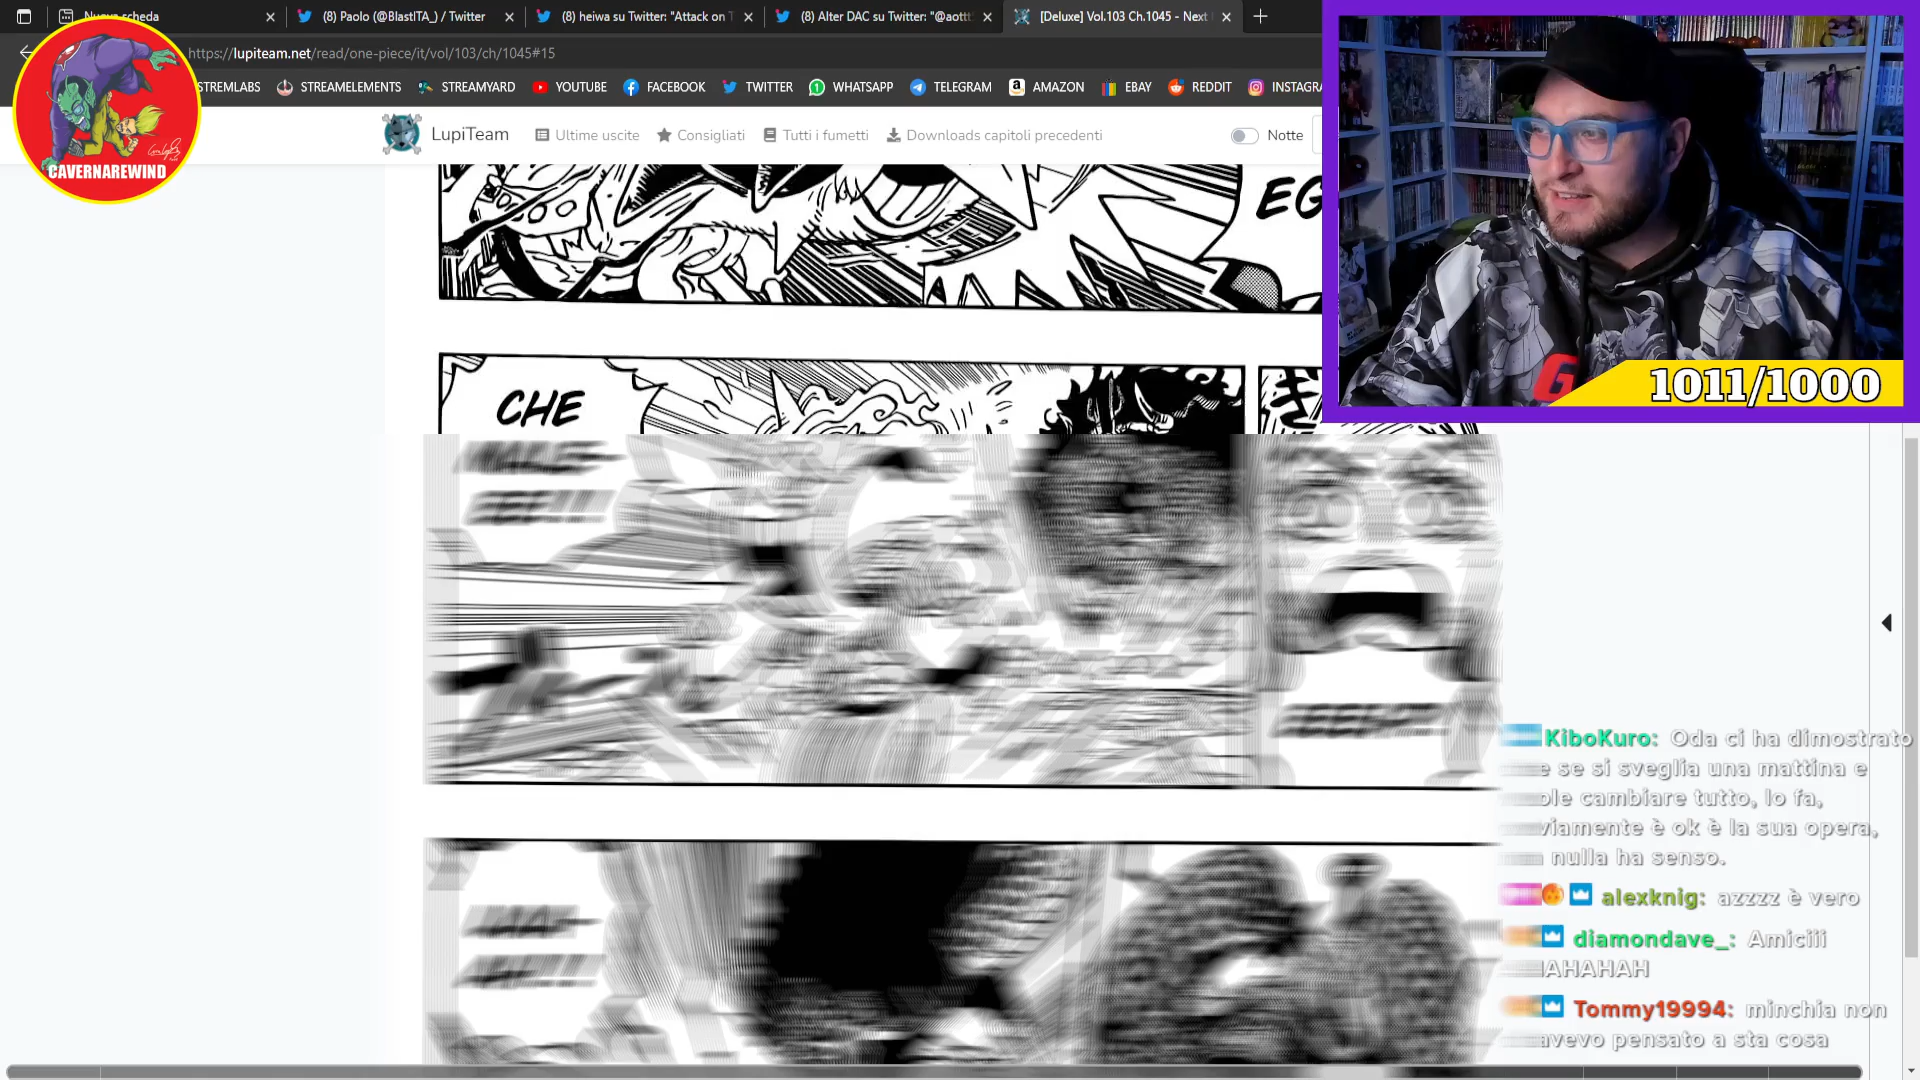 Nuova scheda
(8) Paolo (@BlastITA_) / Twitter
(8) heiwa su Twitter: "Attack on T
(8) Alter DAC su Twitter: "@aottt
[Deluxe] Vol.103 Ch.1045 - Next
https://lupiteam.net/read/one-piece/it/vol/103/ch/1045#15
STREMLABS
STREAMELEMENTS
STREAMYARD
YOUTUBE
FACEBOOK
TWITTER
WHATSAPP
TELEGRAM
AMAZON
EBAY
REDDIT
INSTAGRA
CAVERNAREWIND
LupiTeam
Ultime uscite
Consigliati
Tutti i fumetti
Downloads capitoli precedenti
Notte
EG
CHE
G
1011/1000
KiboKuro: Oda ci ha dimostrato
e se si sveglia una mattina e
ole cambiare tutto, lo fa,
viamente è ok è la sua opera,
nulla ha senso.
alexknig: azzzz è vero
diamondave_: Amiciii
AHAHAH
Tommy19994: minchia non
avevo pensato a sta cosa